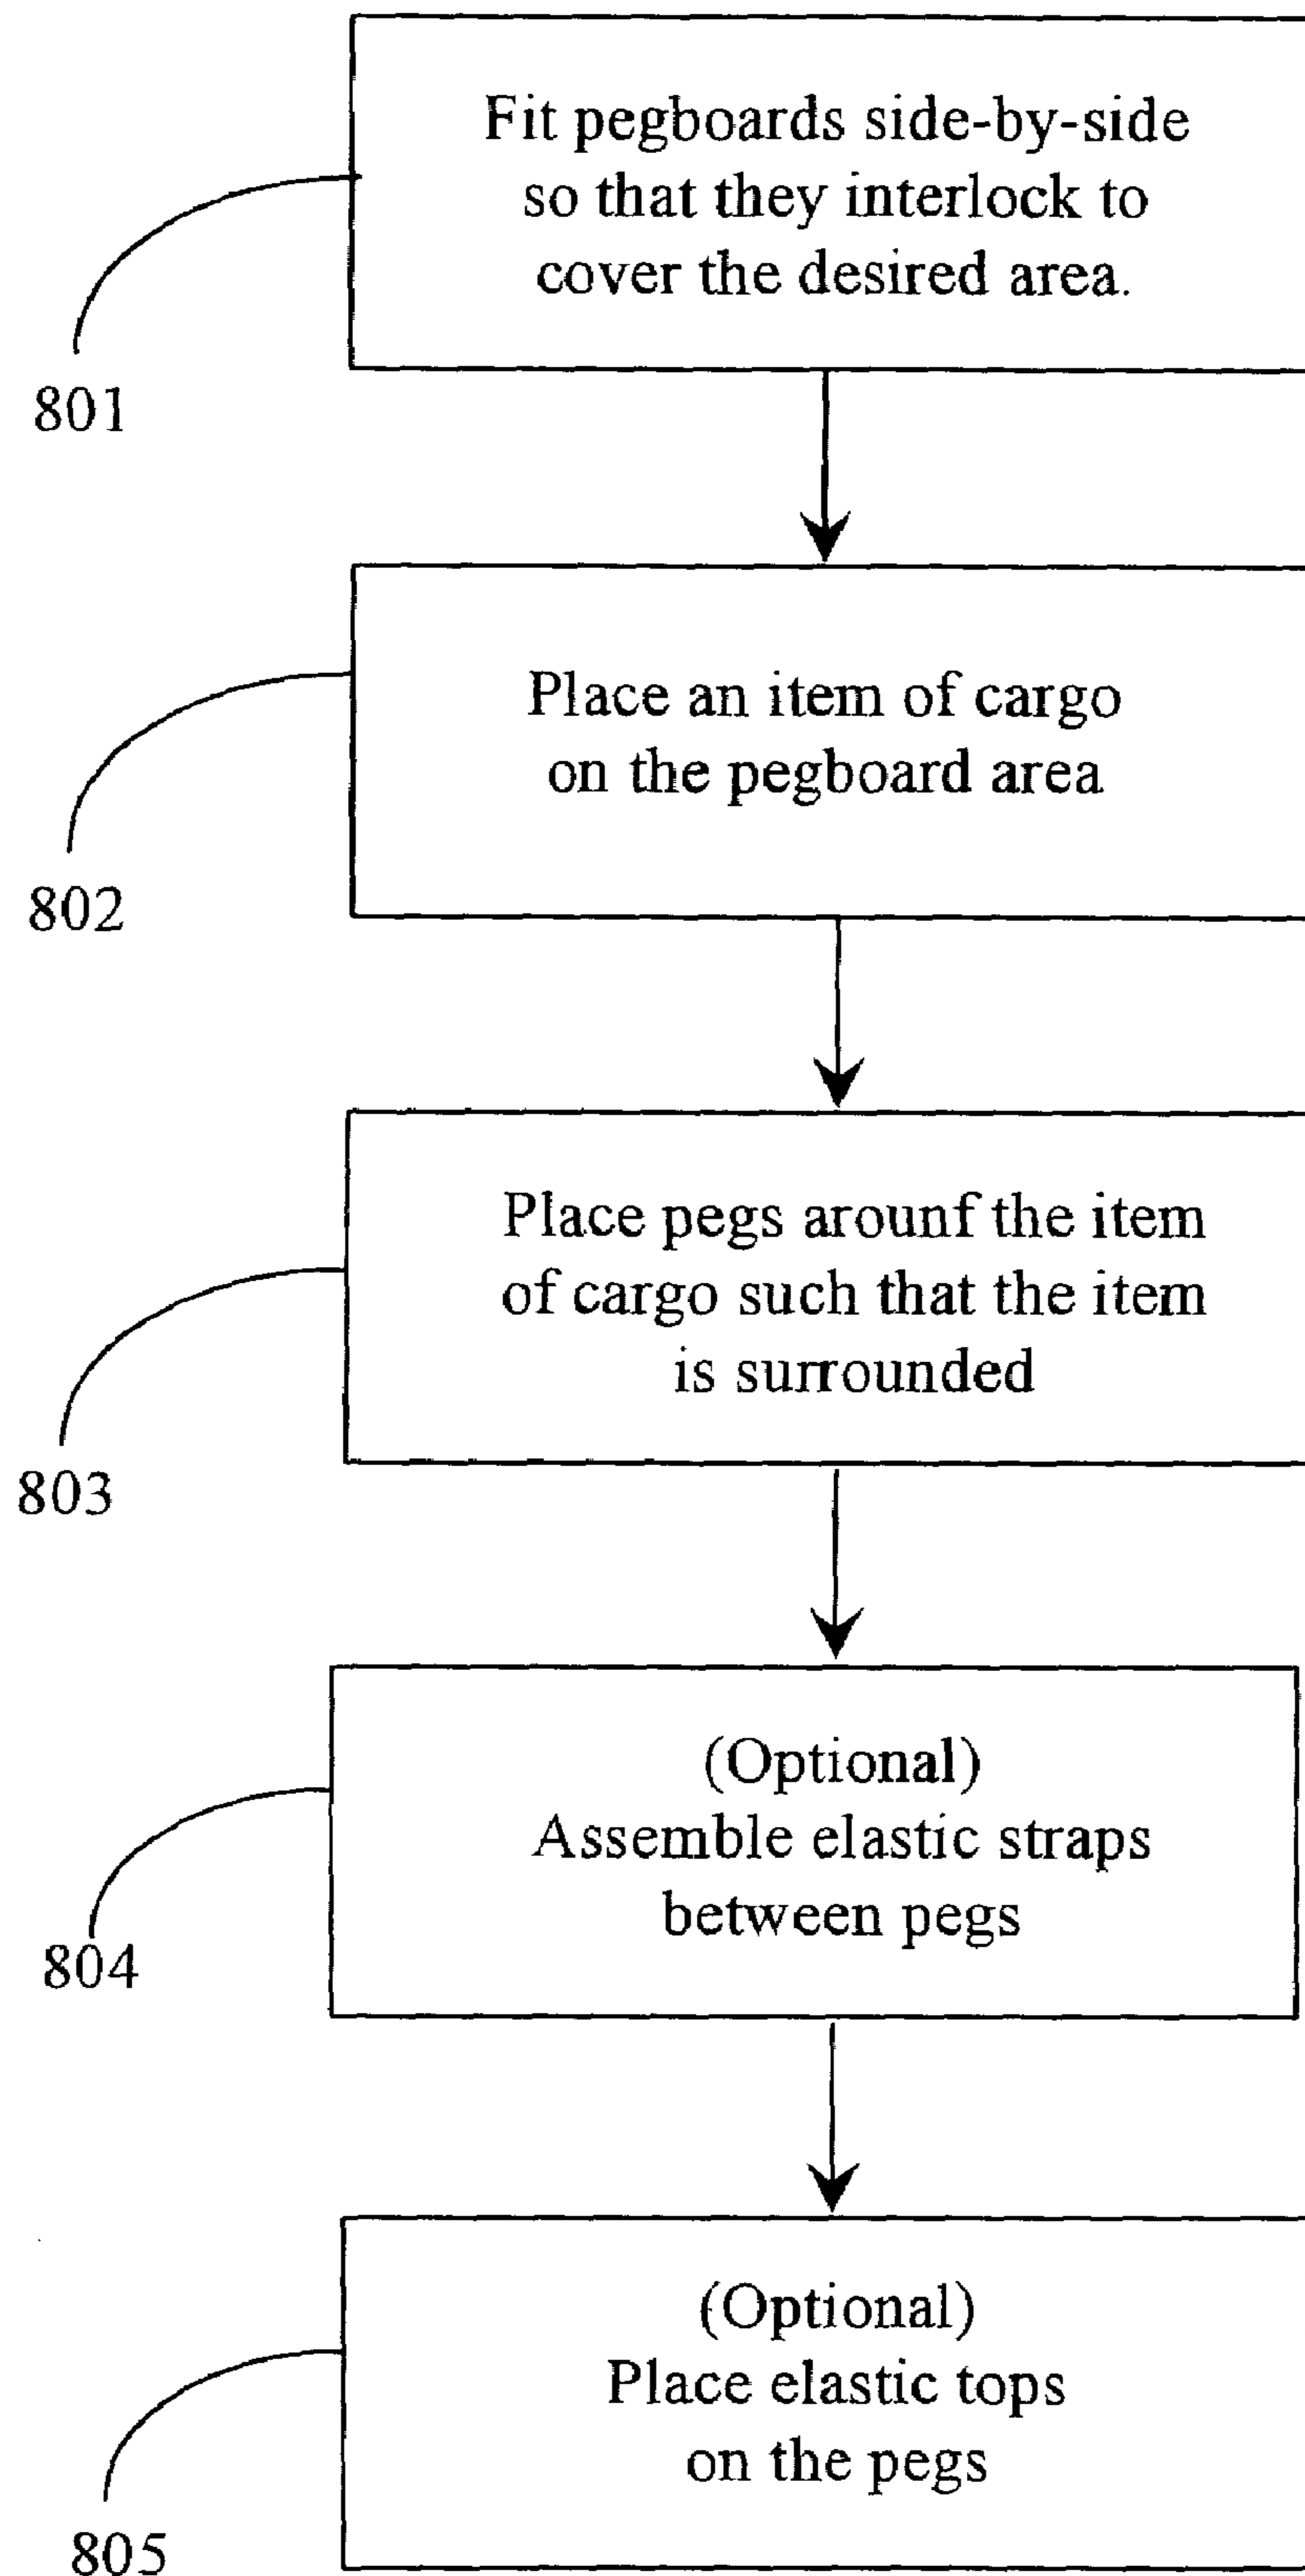 Fit pegboards side-by-side
so that they interlock to
cover the desired area.
801
Place an item of cargo
on the pegboard area
802
Place pegs arounf the item
of cargo such that the item
is surrounded
803
(Optional)
Assemble elastic straps
between pegs
804
(Optional)
Place elastic tops
on the pegs
805